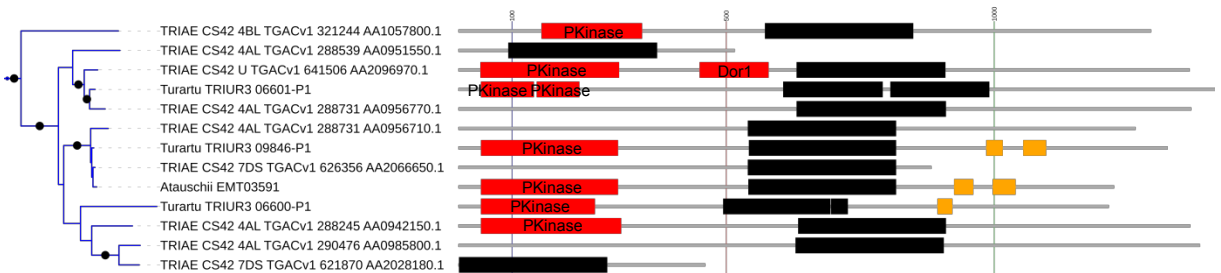 100 500 1000
TRIAE CS42 4BL TGACv1 321244 AA1057800.1 PKinase
TRIAE CS42 4AL TGACv1 288539 AA0951550.1
TRIAE CS42 U TGACv1 641506 AA2096970.1 PKinase Dor1
Turartu TRIUR3 06601-P1 PKinase PKinase
TRIAE CS42 4AL TGACv1 288731 AA0956770.1
TRIAE CS42 4AL TGACv1 288731 AA0956710.1
Turartu TRIUR3 09846-P1 PKinase
TRIAE CS42 7DS TGACv1 626356 AA2066650.1
Atauschii EMT03591 PKinase
Turartu TRIUR3 06600-P1 PKinase
TRIAE CS42 4AL TGACv1 288245 AA0942150.1 PKinase
TRIAE CS42 4AL TGACv1 290476 AA0985800.1
TRIAE CS42 7DS TGACv1 621870 AA2028180.1